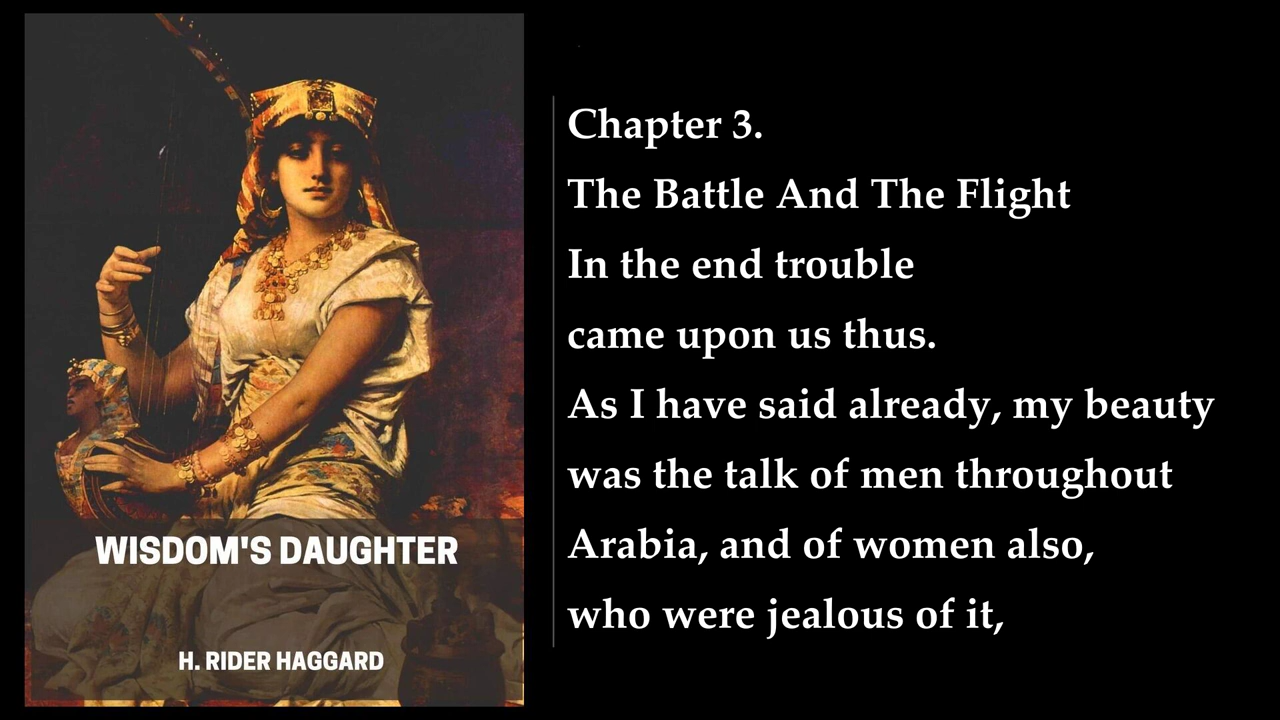 WISDOM'S DAUGHTER
H. RIDER HAGGARD
Chapter 3.
The Battle And The Flight
In the end trouble
came upon us thus.
As I have said already, my beauty
was the talk of men throughout
Arabia, and of women also,
who were jealous of it,